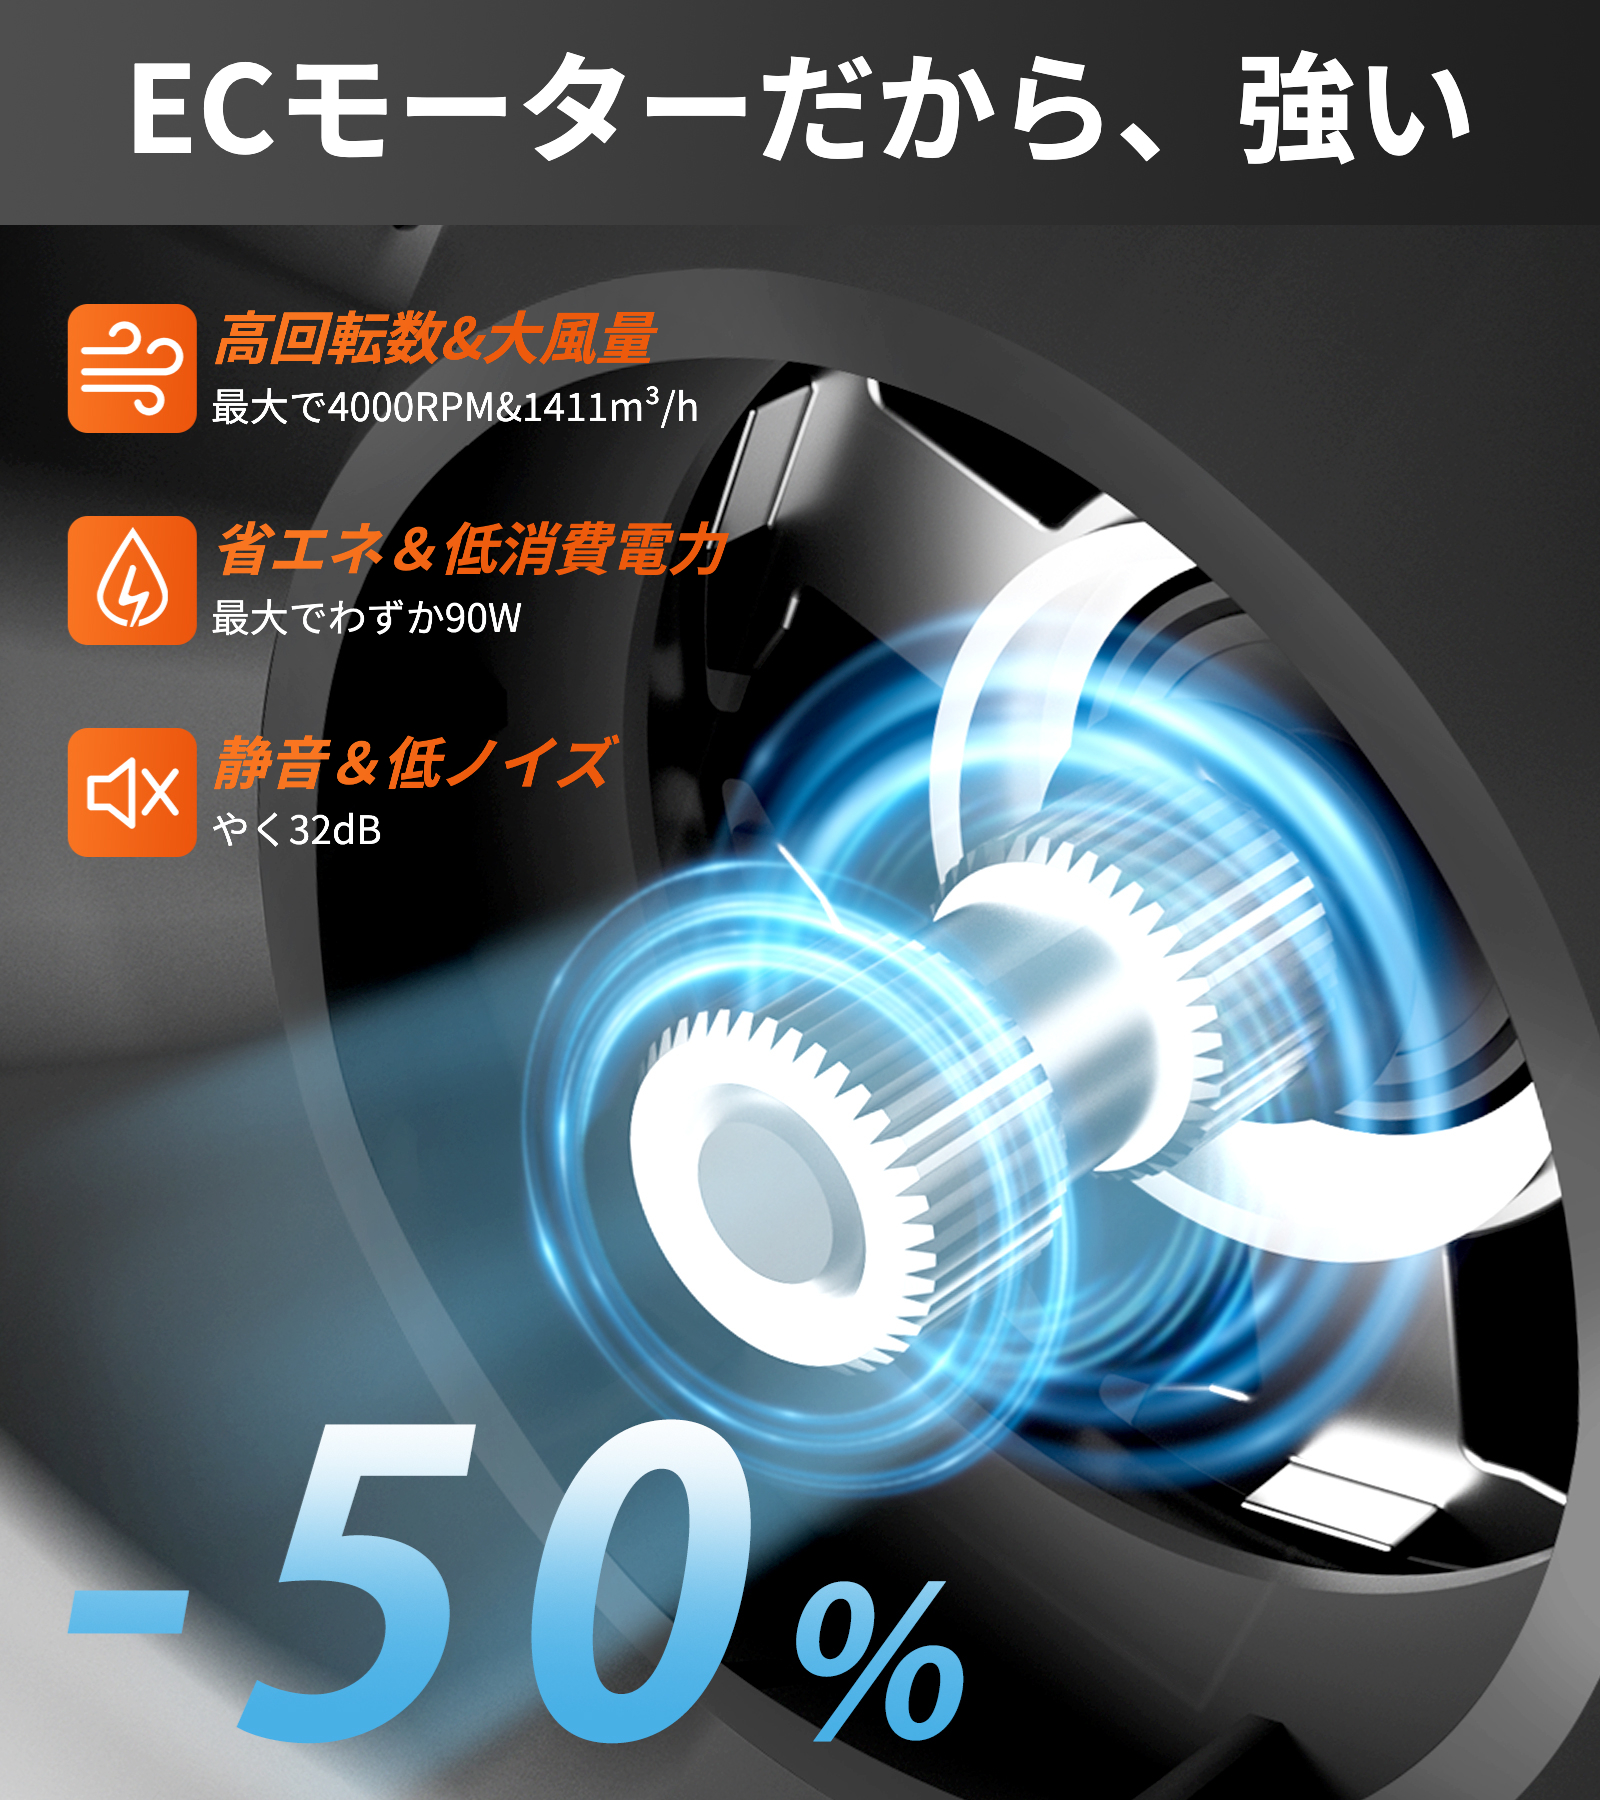 ECモーターだから、強い
高回転数&大風量
最大で4000RPM&1411m³/h
省エネ＆低消費電力
最大でわずか90W
静音＆低ノイズ
やく32dB
-50%